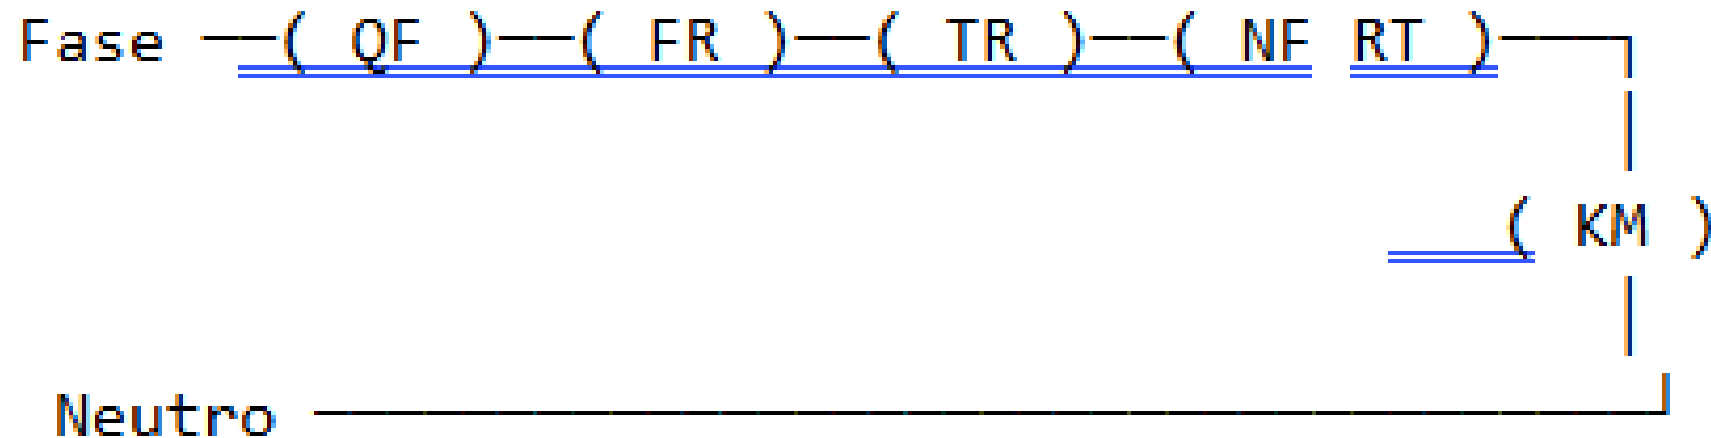 Fase ──( QF )──( FR )──( TR )──( NF RT )───┐
( KM )
Neutro ────────────────────────────────────┘